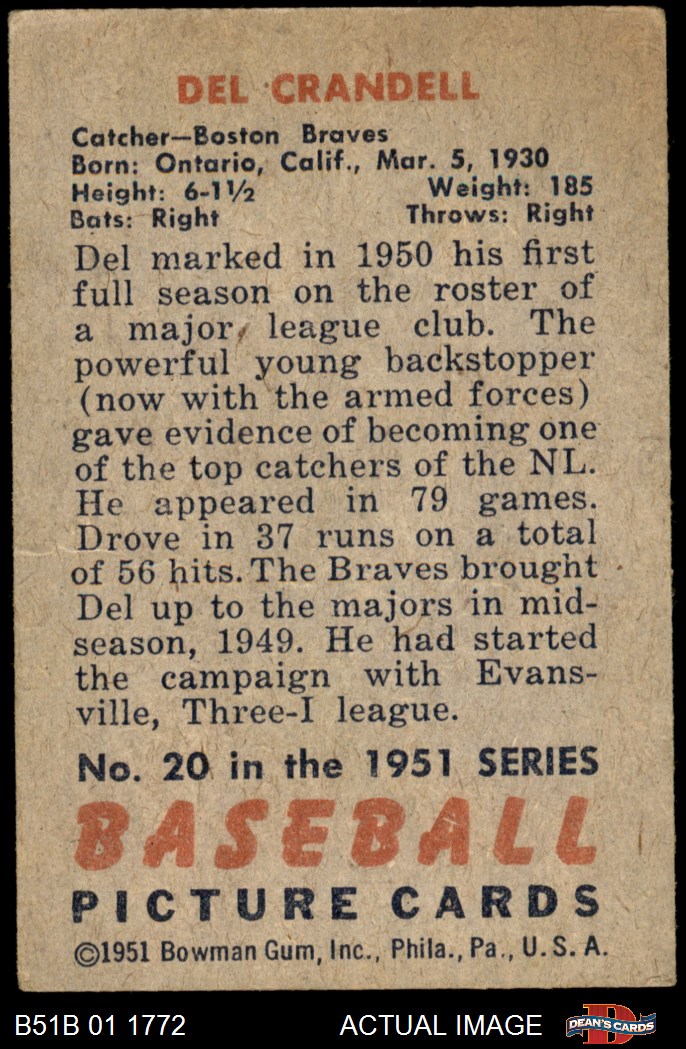 DEL CRANDELL
Catcher—Boston Braves
Born: Ontario, Calif., Mar. 5, 1930
Height: 6-1½ Weight: 185
Bats: Right Throws: Right
Del marked in 1950 his first
full season on the roster of
a major league club. The
powerful young backstopper
(now with the armed forces)
gave evidence of becoming one
of the top catchers of the NL.
He appeared in 79 games.
Drove in 37 runs on a total
of 56 hits. The Braves brought
Del up to the majors in mid-
season, 1949. He had started
the campaign with Evans-
ville, Three-I league.
No. 20 in the 1951 SERIES
BASEBALL
PICTURE CARDS
©1951 Bowman Gum, Inc., Phila., Pa., U. S. A.
B51B 01 1772 ACTUAL IMAGE D DEAN'S CARDS